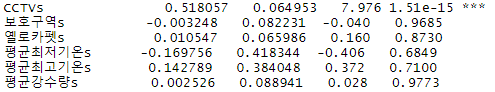 CCTVs 0.518057 0.064953 7.976 1.51e-15 ***
보호구역s -0.003248 0.082231 -0.040 0.9685
옐로카펫s 0.010547 0.065986 0.160 0.8730
평균최저기온s -0.169756 0.418344 -0.406 0.6849
평균최고기온s 0.142789 0.384048 0.372 0.7100
평균강수량s 0.002526 0.088941 0.028 0.9773